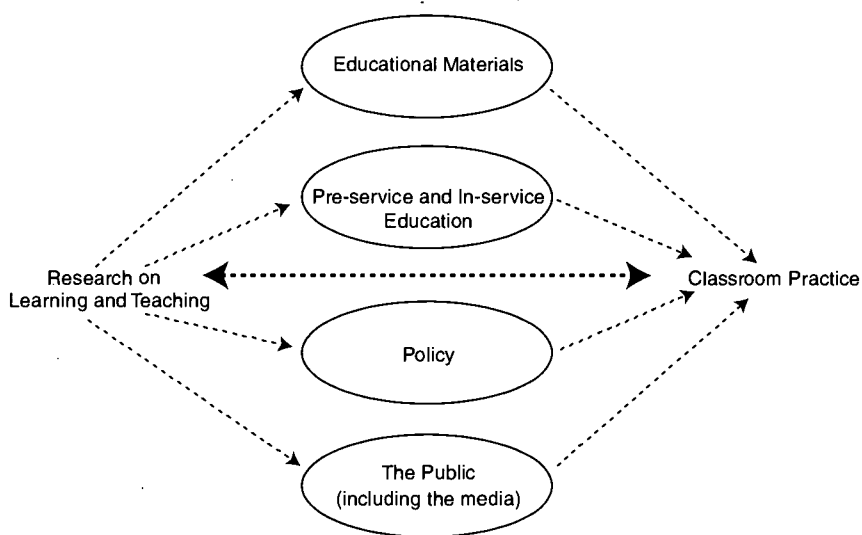 Educational Materials
Pre-service and In-service
Education
Research on
Learning and Teaching
Classroom Practice
Policy
The Public
(including the media)